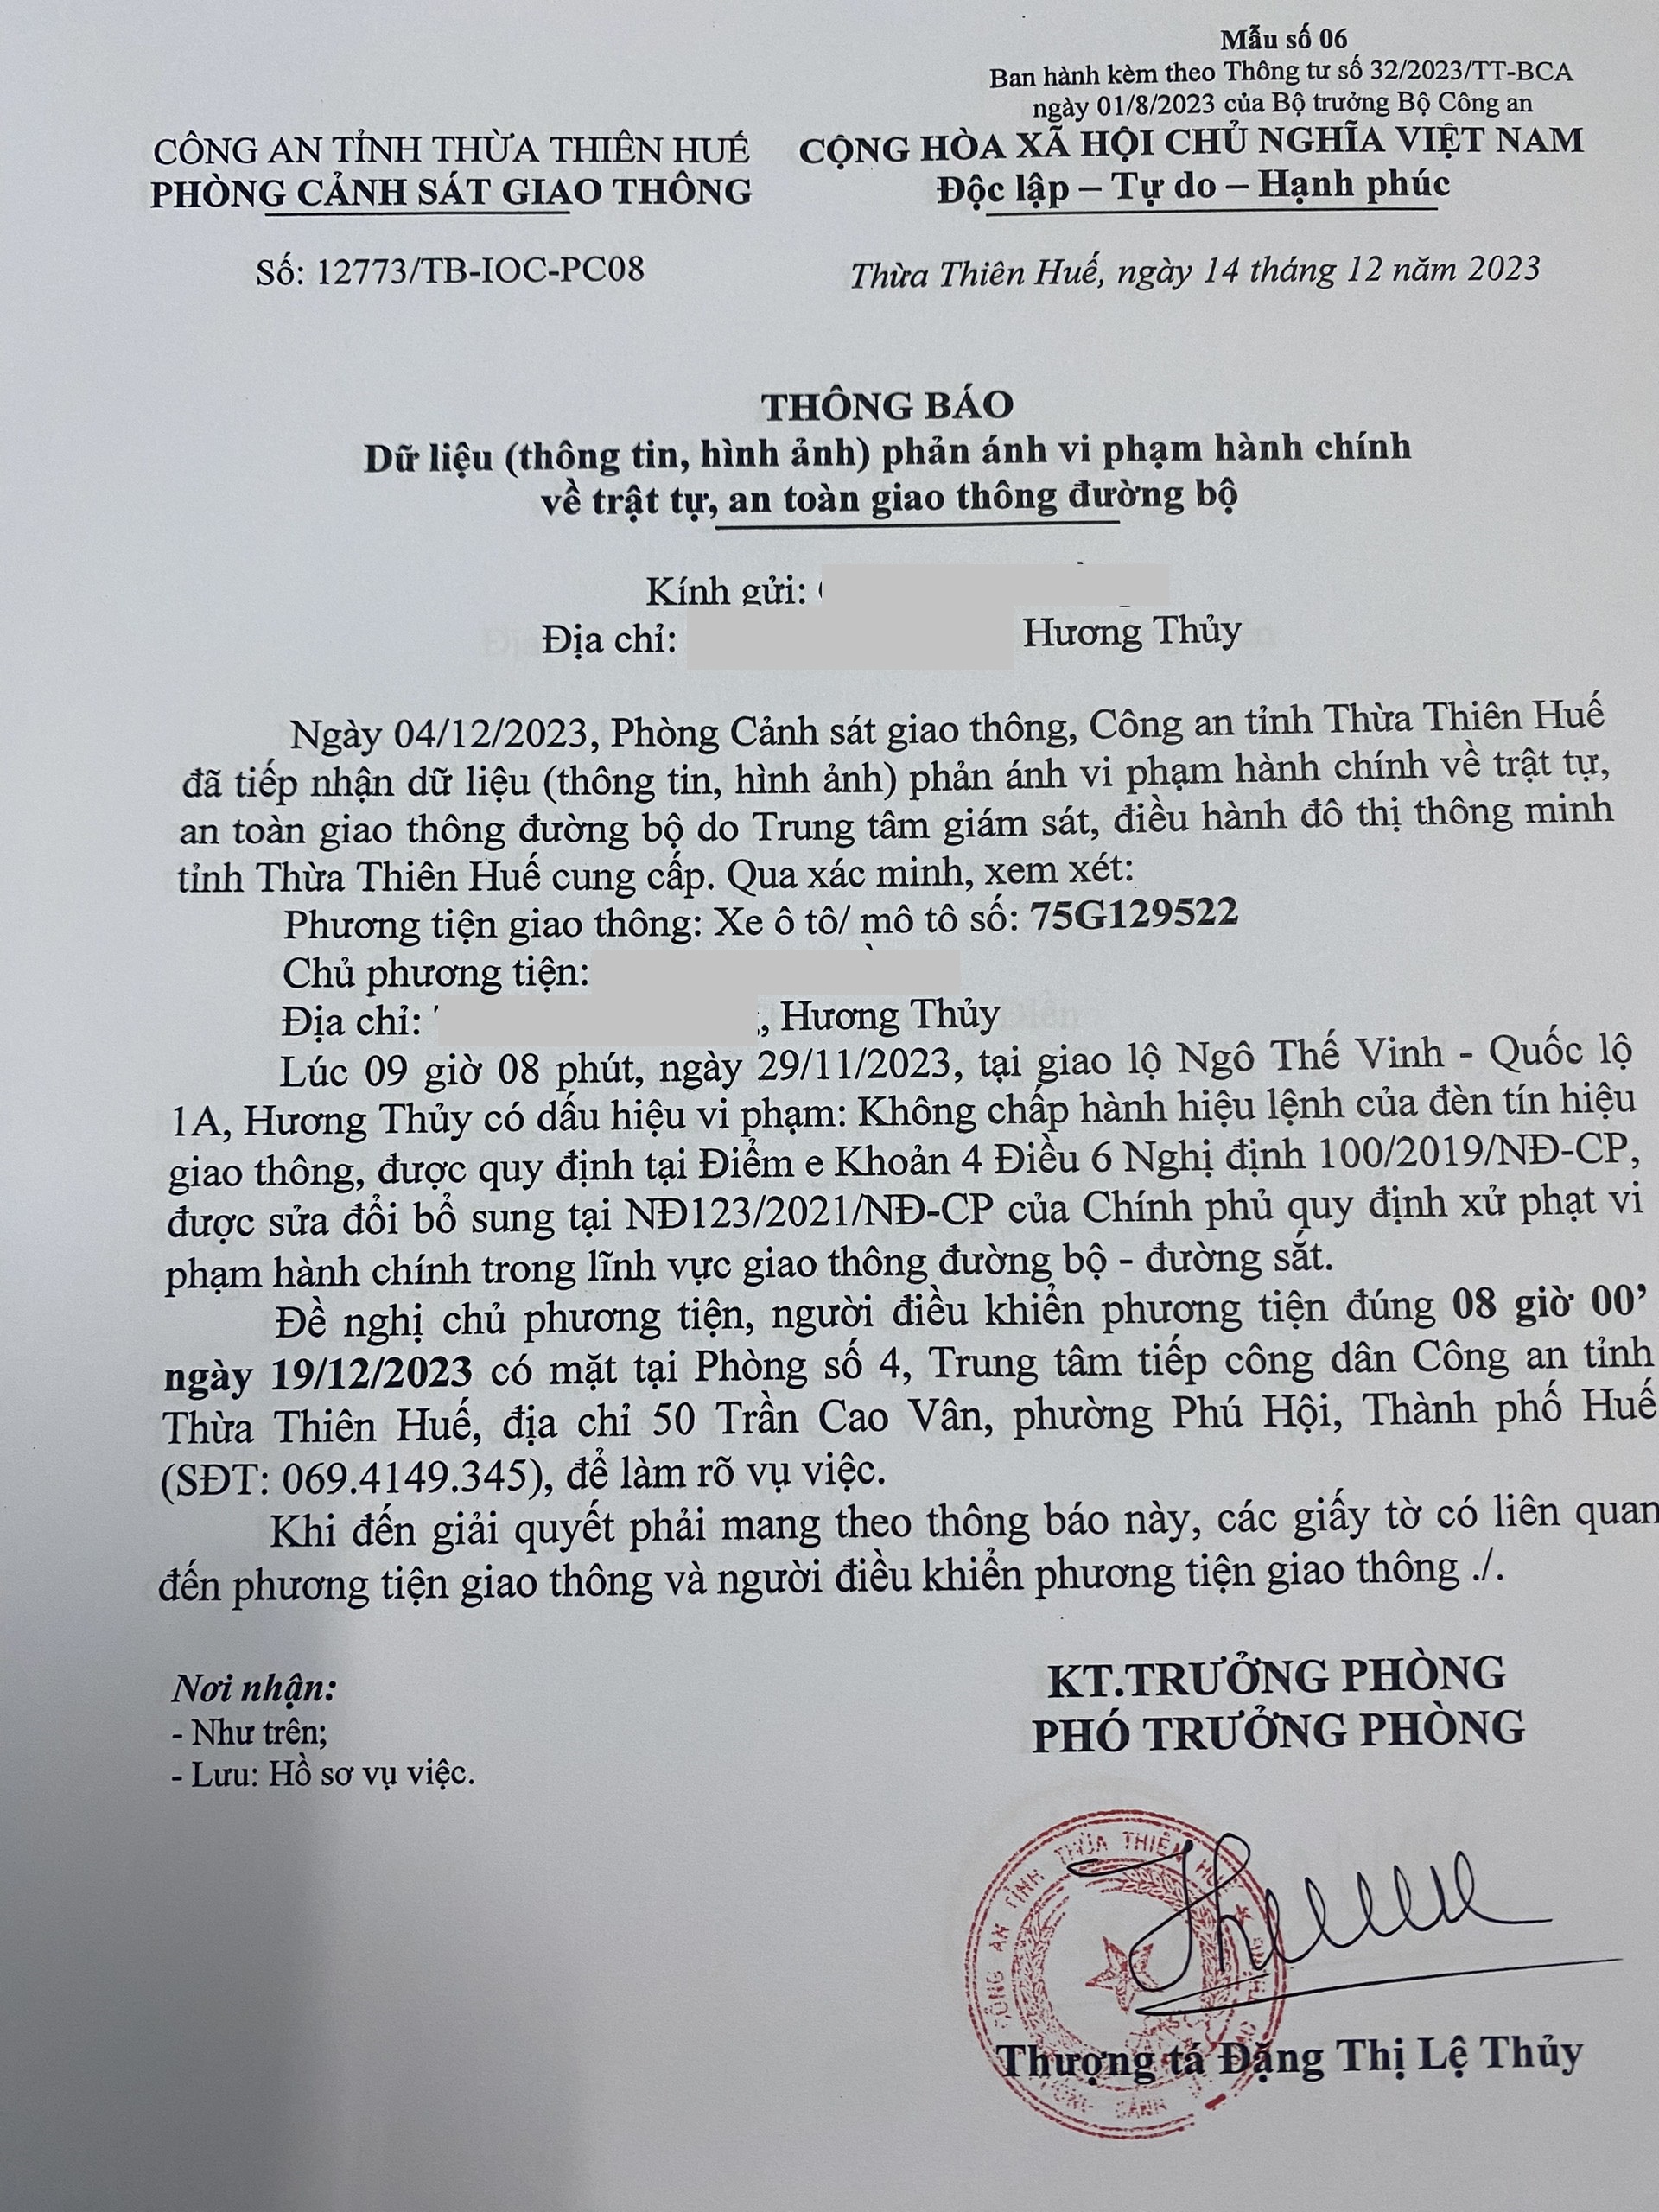 Mẫu số 06
Ban hành kèm theo Thông tư số 32/2023/TT-BCA
ngày 01/8/2023 của Bộ trưởng Bộ Công an
CÔNG AN TỈNH THỪA THIÊN HUẾ
PHÒNG CẢNH SÁT GIAO THÔNG
CỘNG HÒA XÃ HỘI CHỦ NGHĨA VIỆT NAM
Độc lập – Tự do – Hạnh phúc
Số: 12773/TB-IOC-PC08
Thừa Thiên Huế, ngày 14 tháng 12 năm 2023
THÔNG BÁO
Dữ liệu (thông tin, hình ảnh) phản ánh vi phạm hành chính
về trật tự, an toàn giao thông đường bộ
Kính gửi:
Địa chỉ: Hương Thủy
Ngày 04/12/2023, Phòng Cảnh sát giao thông, Công an tỉnh Thừa Thiên Huế
đã tiếp nhận dữ liệu (thông tin, hình ảnh) phản ánh vi phạm hành chính về trật tự,
an toàn giao thông đường bộ do Trung tâm giám sát, điều hành đô thị thông minh
tỉnh Thừa Thiên Huế cung cấp. Qua xác minh, xem xét:
Phương tiện giao thông: Xe ô tô/ mô tô số: 75G129522
Chủ phương tiện:
Địa chỉ: , Hương Thủy
Lúc 09 giờ 08 phút, ngày 29/11/2023, tại giao lộ Ngô Thế Vinh - Quốc lộ
1A, Hương Thủy có dấu hiệu vi phạm: Không chấp hành hiệu lệnh của đèn tín hiệu
giao thông, được quy định tại Điểm e Khoản 4 Điều 6 Nghị định 100/2019/NĐ-CP,
được sửa đổi bổ sung tại NĐ123/2021/NĐ-CP của Chính phủ quy định xử phạt vi
phạm hành chính trong lĩnh vực giao thông đường bộ - đường sắt.
Đề nghị chủ phương tiện, người điều khiển phương tiện đúng 08 giờ 00’
ngày 19/12/2023 có mặt tại Phòng số 4, Trung tâm tiếp công dân Công an tỉnh
Thừa Thiên Huế, địa chỉ 50 Trần Cao Vân, phường Phú Hội, Thành phố Huế
(SĐT: 069.4149.345), để làm rõ vụ việc.
Khi đến giải quyết phải mang theo thông báo này, các giấy tờ có liên quan
đến phương tiện giao thông và người điều khiển phương tiện giao thông ./.
Nơi nhận:
- Như trên;
- Lưu: Hồ sơ vụ việc.
KT.TRƯỞNG PHÒNG
PHÓ TRƯỞNG PHÒNG
CÔNG AN TỈNH THỪA THIÊN
Thượng tá Đặng Thị Lệ Thủy